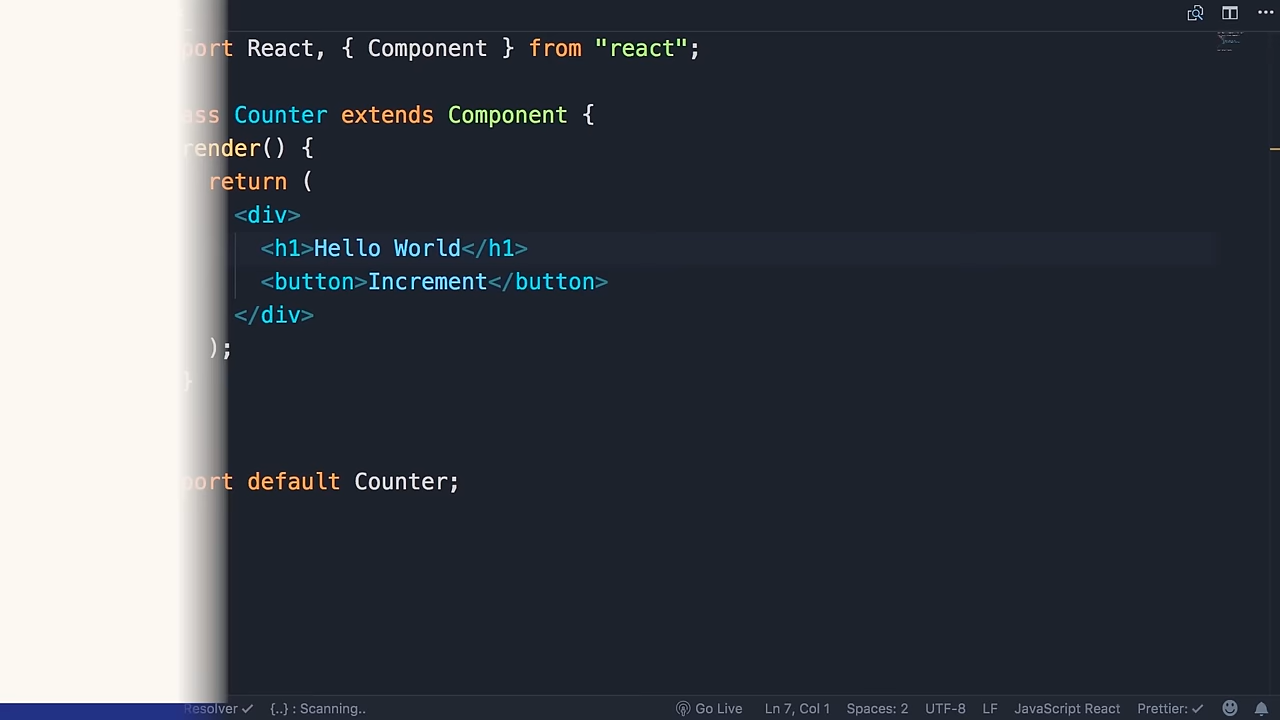 port React, { Component } from "react";
ass Counter extends Component {
render() {
return (
<div>
<h1>Hello World</h1>
<button>Increment</button>
</div>
);
}
port default Counter;
Resolver ✓ {..} : Scanning.. Go Live Ln 7, Col 1 Spaces: 2 UTF-8 LF JavaScript React Prettier: ✓